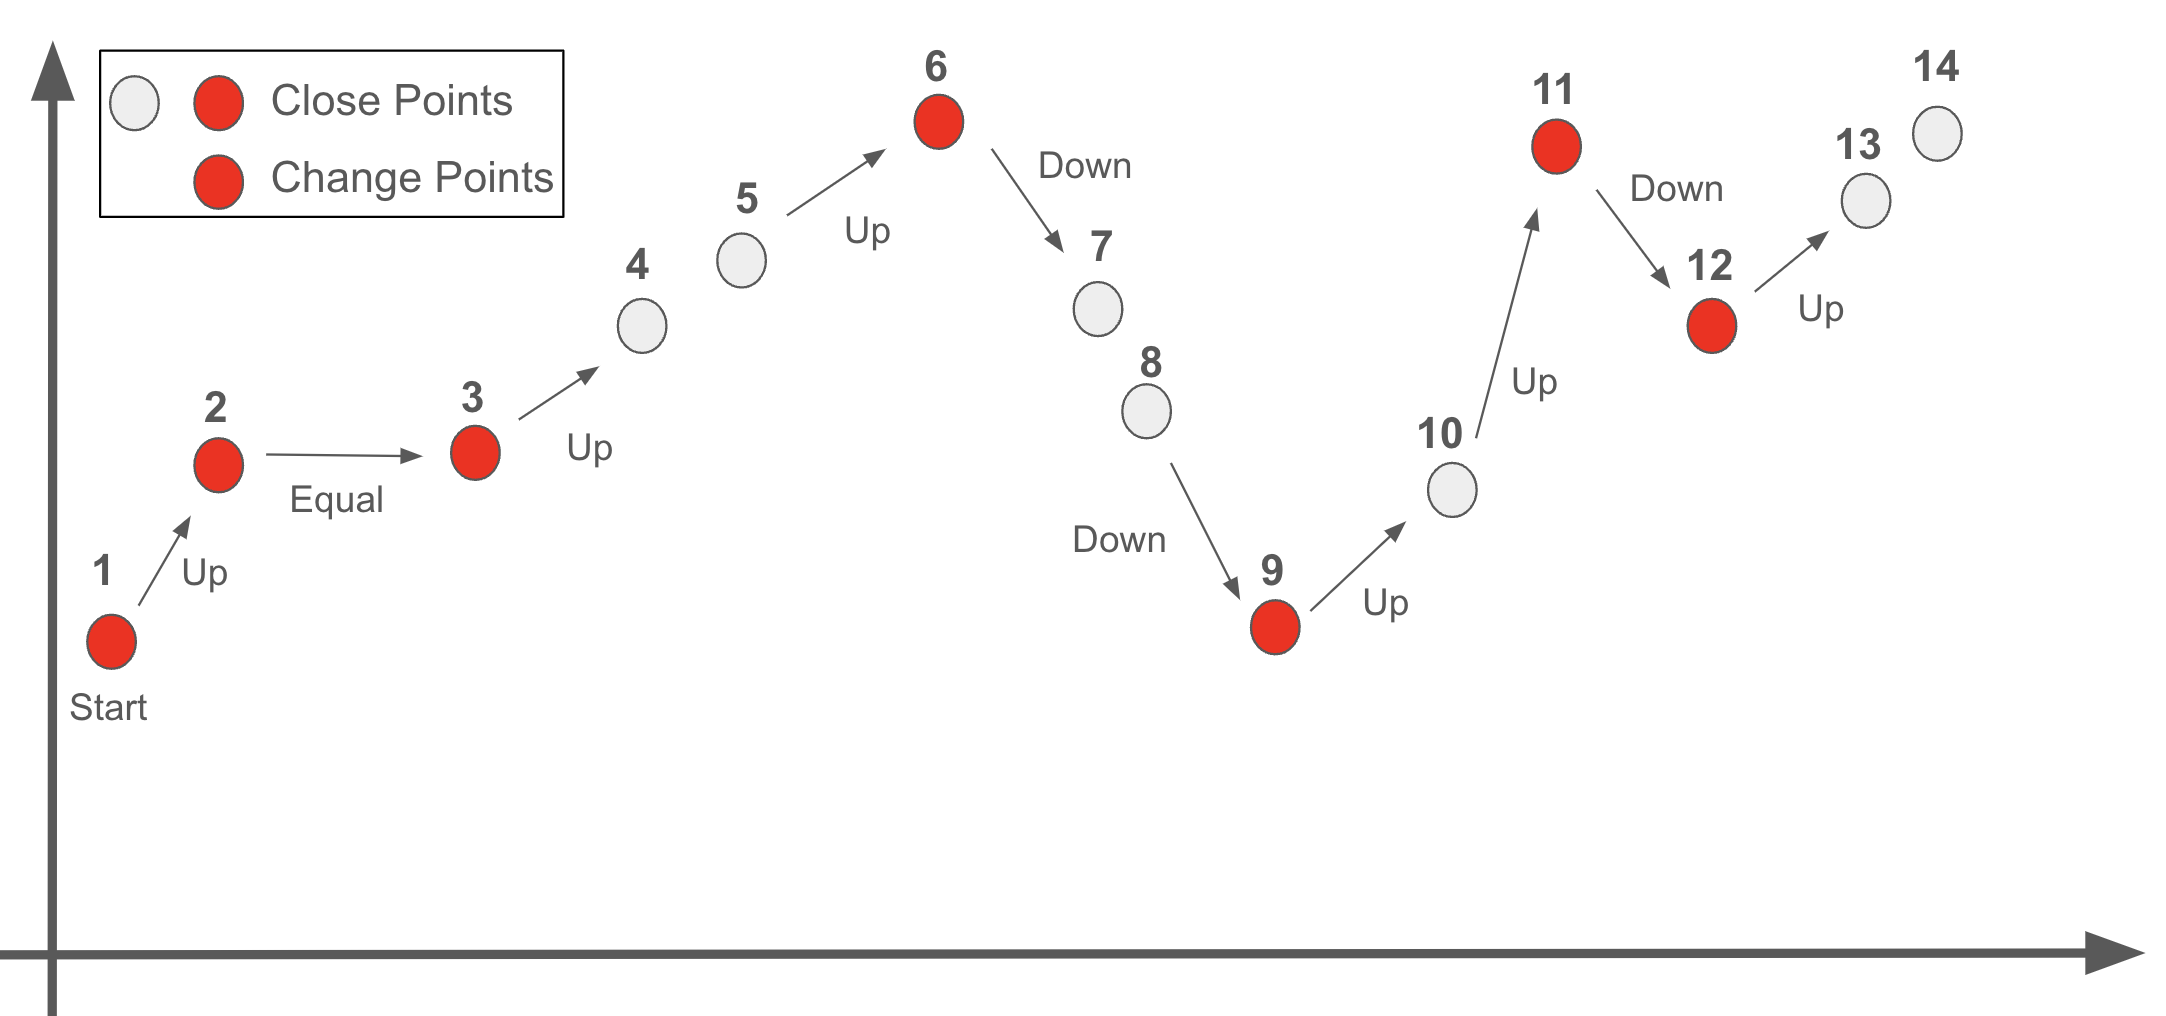 Close Points
Change Points
1
Start
Up
2
Equal
3
Up
4
5
Up
6
Down
7
8
Down
9
Up
10
Up
11
Down
12
Up
13
14